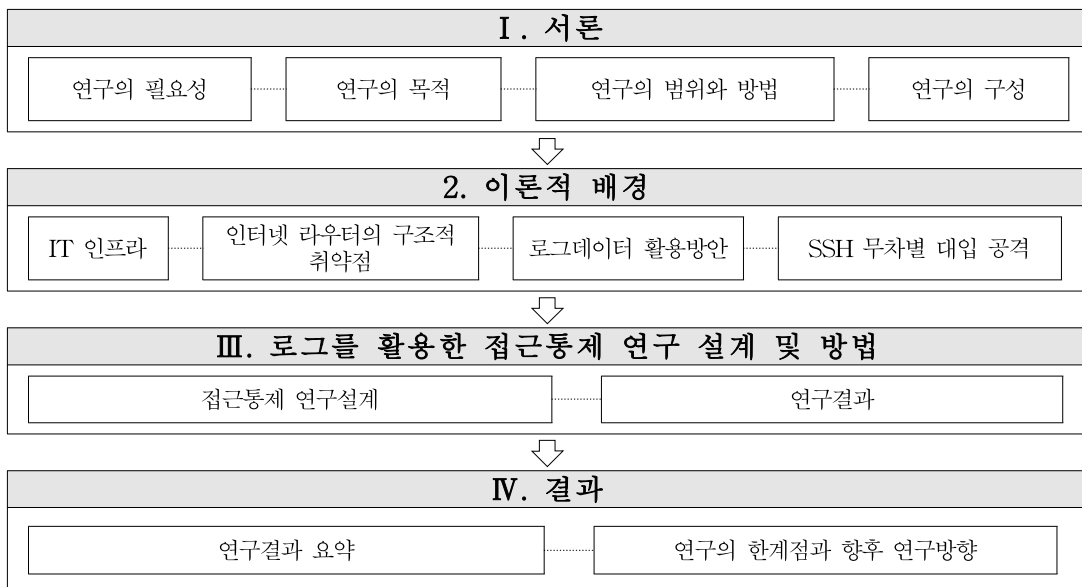 Ⅰ. 서론
연구의 필요성
연구의 목적
연구의 범위와 방법
연구의 구성
2. 이론적 배경
IT 인프라
인터넷 라우터의 구조적
취약점
로그데이터 활용방안
SSH 무차별 대입 공격
Ⅲ. 로그를 활용한 접근통제 연구 설계 및 방법
접근통제 연구설계
연구결과
Ⅳ. 결과
연구결과 요약
연구의 한계점과 향후 연구방향